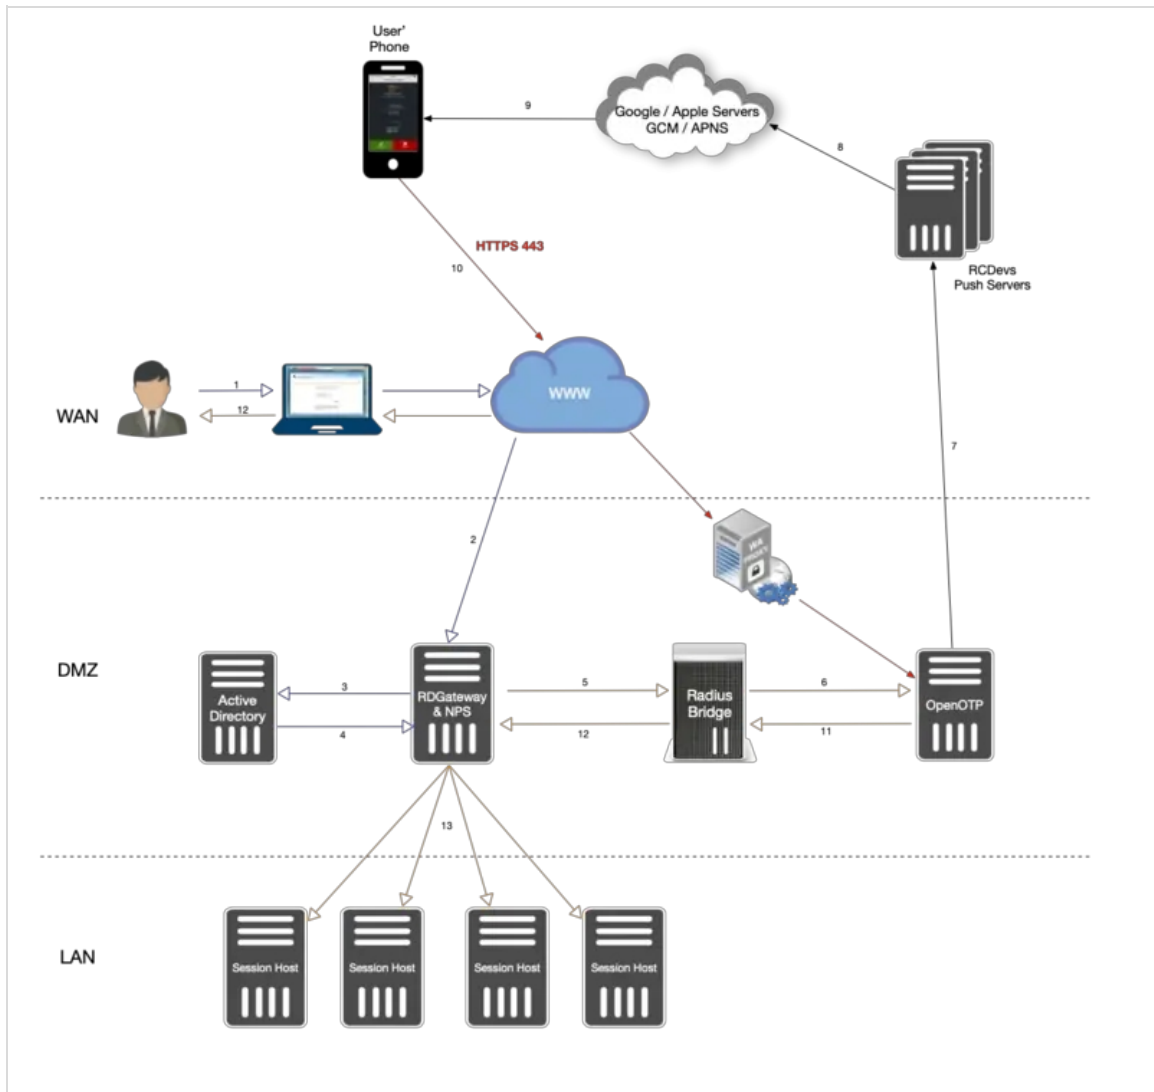 User'
Phone
Google / Apple Servers
GCM / APNS
9
8
HTTPS 443
10
RCDevs
Push Servers
WAN
1
12
WWW
7
2
WA
PROXY
DMZ
Active
Directory
3
4
RDGateway
& NPS
5
12
Radius
Bridge
6
11
OpenOTP
13
LAN
Session Host
Session Host
Session Host
Session Host